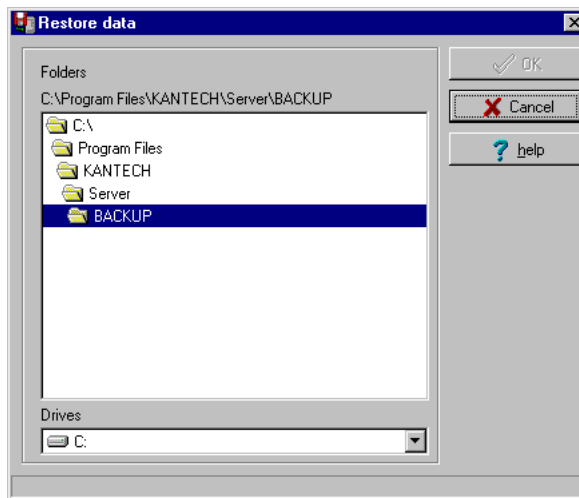 Restore data
Folders
C:\Program Files\KANTECH\Server\BACKUP
C:\
Program Files
KANTECH
Server
BACKUP
Drives
C:
OK
Cancel
help